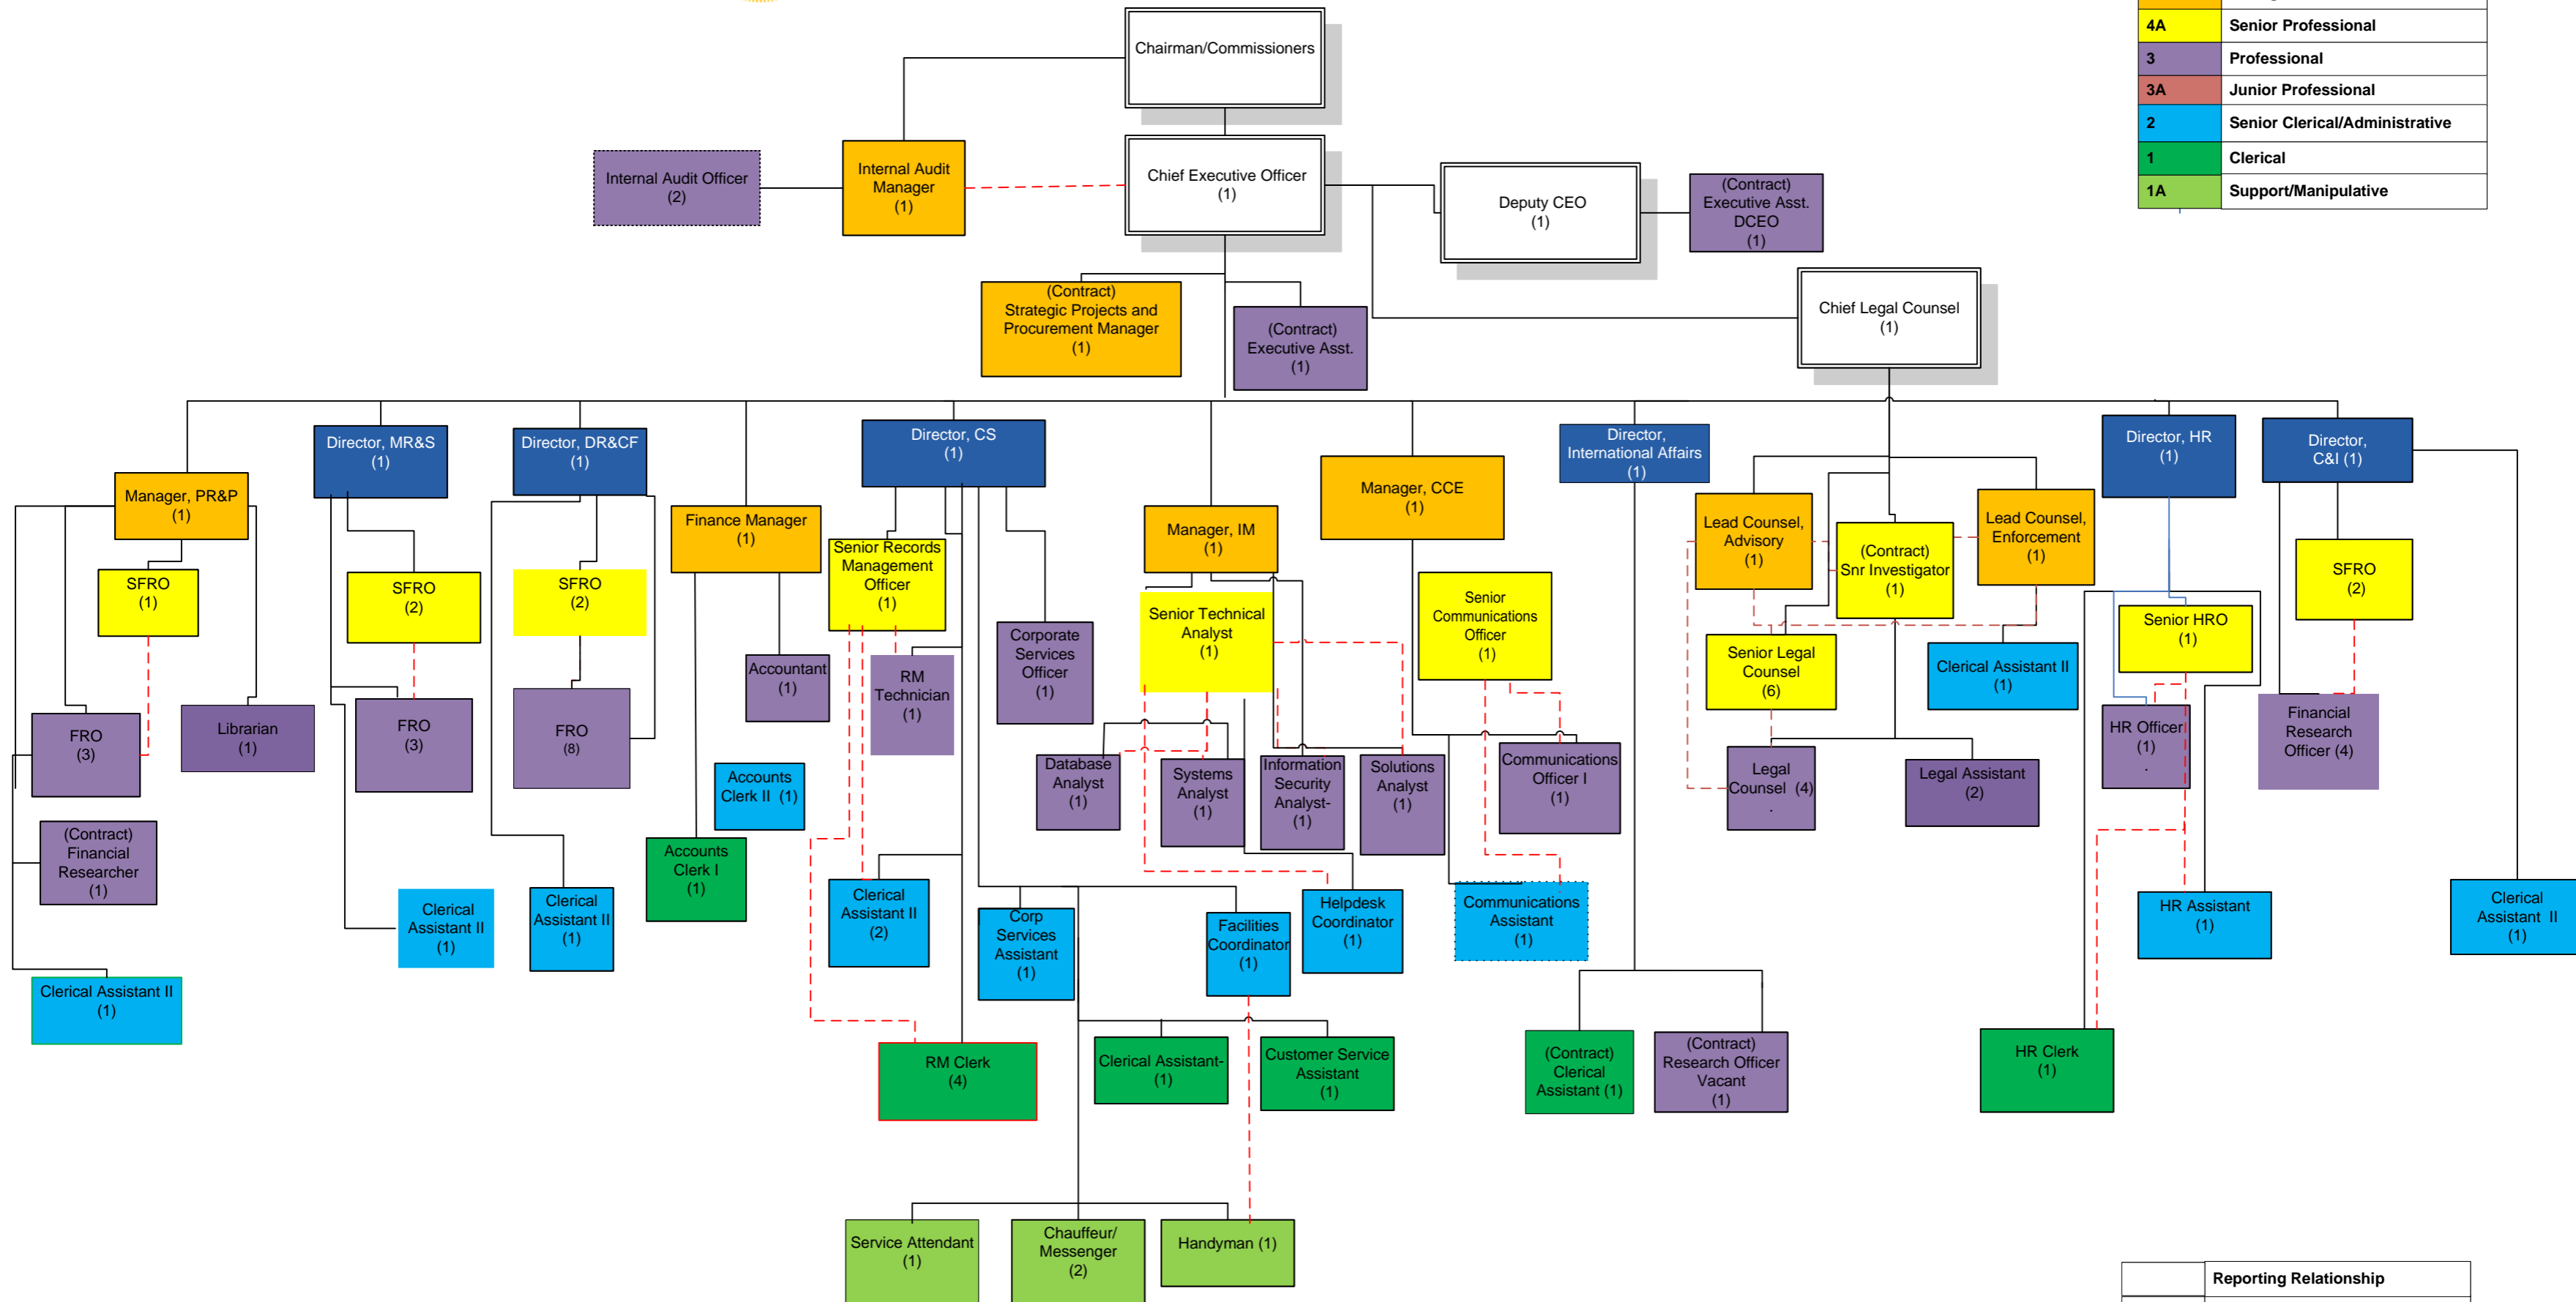 Chairman/Commissioners
4A Senior Professional
3 Professional
3A Junior Professional
2 Senior Clerical/Administrative
1 Clerical
1A Support/Manipulative
Internal Audit Officer
(2)
Internal Audit
Manager
(1)
Chief Executive Officer
(1)
Deputy CEO
(1)
(Contract)
Executive Asst.
DCEO
(1)
(Contract)
Strategic Projects and
Procurement Manager
(1)
(Contract)
Executive Asst.
(1)
Chief Legal Counsel
(1)
Manager, PR&P
(1)
Director, MR&S
(1)
Director, DR&CF
(1)
Finance Manager
(1)
Director, CS
(1)
Manager, IM
(1)
Manager, CCE
(1)
Director,
International Affairs
(1)
Lead Counsel,
Advisory
(1)
(Contract)
Snr Investigator
(1)
Lead Counsel,
Enforcement
(1)
Director, HR
(1)
Director,
C&I (1)
SFRO
(1)
SFRO
(2)
SFRO
(2)
Senior Records
Management
Officer
(1)
Senior Technical
Analyst
(1)
Senior
Communications
Officer
(1)
Senior Legal
Counsel
(6)
Clerical Assistant II
(1)
Senior HRO
(1)
SFRO
(2)
FRO
(3)
Librarian
(1)
FRO
(3)
FRO
(8)
Accountant
(1)
RM
Technician
(1)
Corporate
Services
Officer
(1)
Database
Analyst
(1)
Systems
Analyst
(1)
Information
Security
Analyst-
(1)
Solutions
Analyst
(1)
Communications
Officer I
(1)
Legal
Counsel (4)
.
Legal Assistant
(2)
HR Officer
(1)
.
Financial
Research
Officer (4)
(Contract)
Financial
Researcher
(1)
Accounts
Clerk II (1)
Accounts
Clerk I
(1)
Clerical Assistant II
(1)
Clerical
Assistant II
(1)
Clerical
Assistant II
(1)
Clerical
Assistant II
(2)
Corp
Services
Assistant
(1)
Facilities
Coordinator
(1)
Helpdesk
Coordinator
(1)
Communications
Assistant
(1)
HR Assistant
(1)
Clerical
Assistant II
(1)
RM Clerk
(4)
Clerical Assistant-
(1)
Customer Service
Assistant
(1)
(Contract)
Clerical
Assistant (1)
(Contract)
Research Officer
Vacant
(1)
HR Clerk
(1)
Service Attendant
(1)
Chauffeur/
Messenger
(2)
Handyman (1)
Reporting Relationship